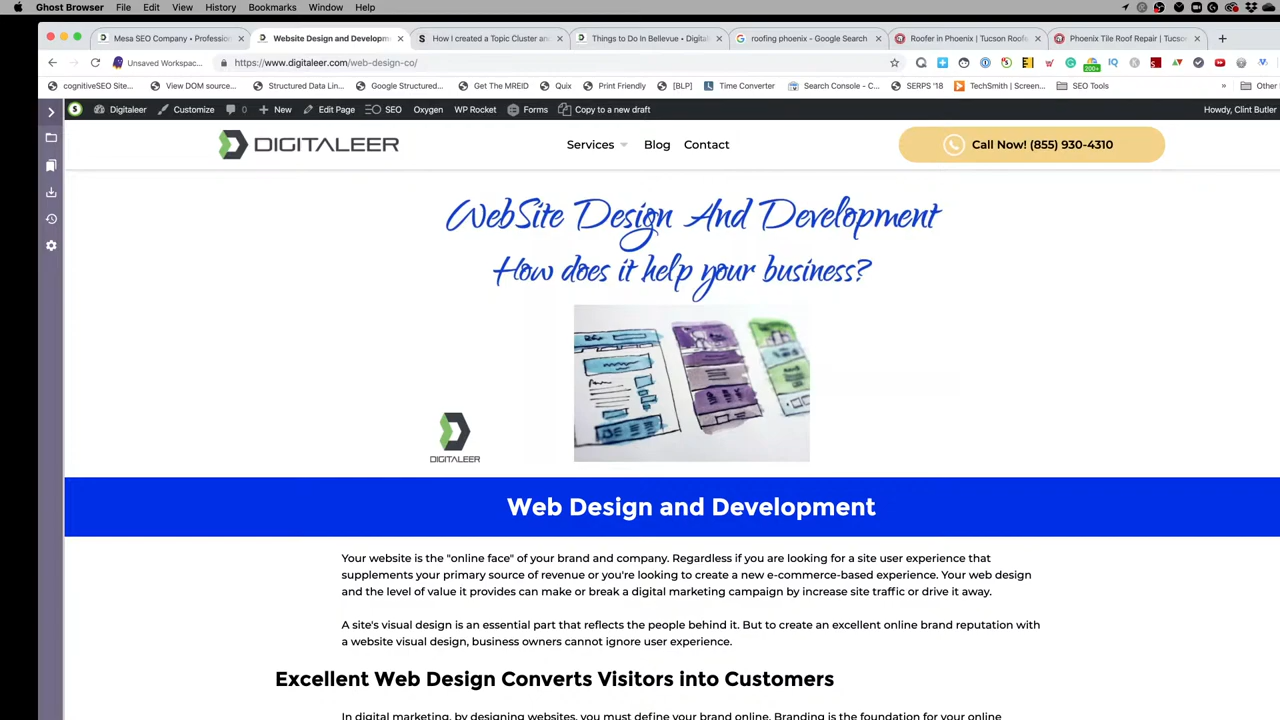 Ghost Browser File Edit View History Bookmarks Window Help
Mesa SEO Company • Profession
Website Design and Developm
How I created a Topic Cluster an
Things to Do In Bellevue • Digita
roofing phoenix - Google Search
Roofer in Phoenix | Tucson Roof
Phoenix Tile Roof Repair | Tucs
Unsaved Workspac...
https://www.digitaleer.com/web-design-co/
cognitiveSEO Site... View DOM source... Structured Data Lin... Google Structured... Get The MREID Quix Print Friendly [BLP] Time Converter Search Console - C... SERPS '18 TechSmith | Screen... SEO Tools » Other
Digitaleer Customize 0 New Edit Page SEO Oxygen WP Rocket Forms Copy to a new draft Howdy, Clint Butler
DIGITALEER
Services Blog Contact
Call Now! (855) 930-4310
WebSite Design And Development
How does it help your business?
DIGITALEER
Web Design and Development
Your website is the "online face" of your brand and company. Regardless if you are looking for a site user experience that
supplements your primary source of revenue or you're looking to create a new e-commerce-based experience. Your web design
and the level of value it provides can make or break a digital marketing campaign by increase site traffic or drive it away.
A site's visual design is an essential part that reflects the people behind it. But to create an excellent online brand reputation with
a website visual design, business owners cannot ignore user experience.
Excellent Web Design Converts Visitors into Customers
In digital marketing, by designing websites, you must define your brand online. Branding is the foundation for your online